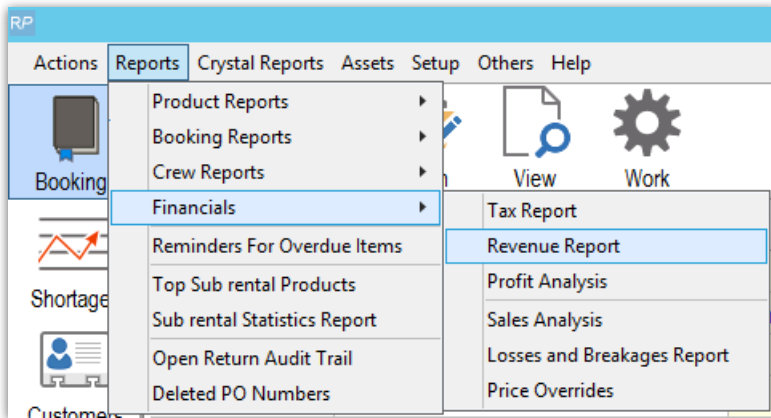 RP
Actions Reports Crystal Reports Assets Setup Others Help
Product Reports
Booking Reports
Crew Reports
Financials
Reminders For Overdue Items
Top Sub rental Products
Sub rental Statistics Report
Open Return Audit Trail
Deleted PO Numbers
Tax Report
Revenue Report
Profit Analysis
Sales Analysis
Losses and Breakages Report
Price Overrides
Booking
View
Work
Shortage
Customers